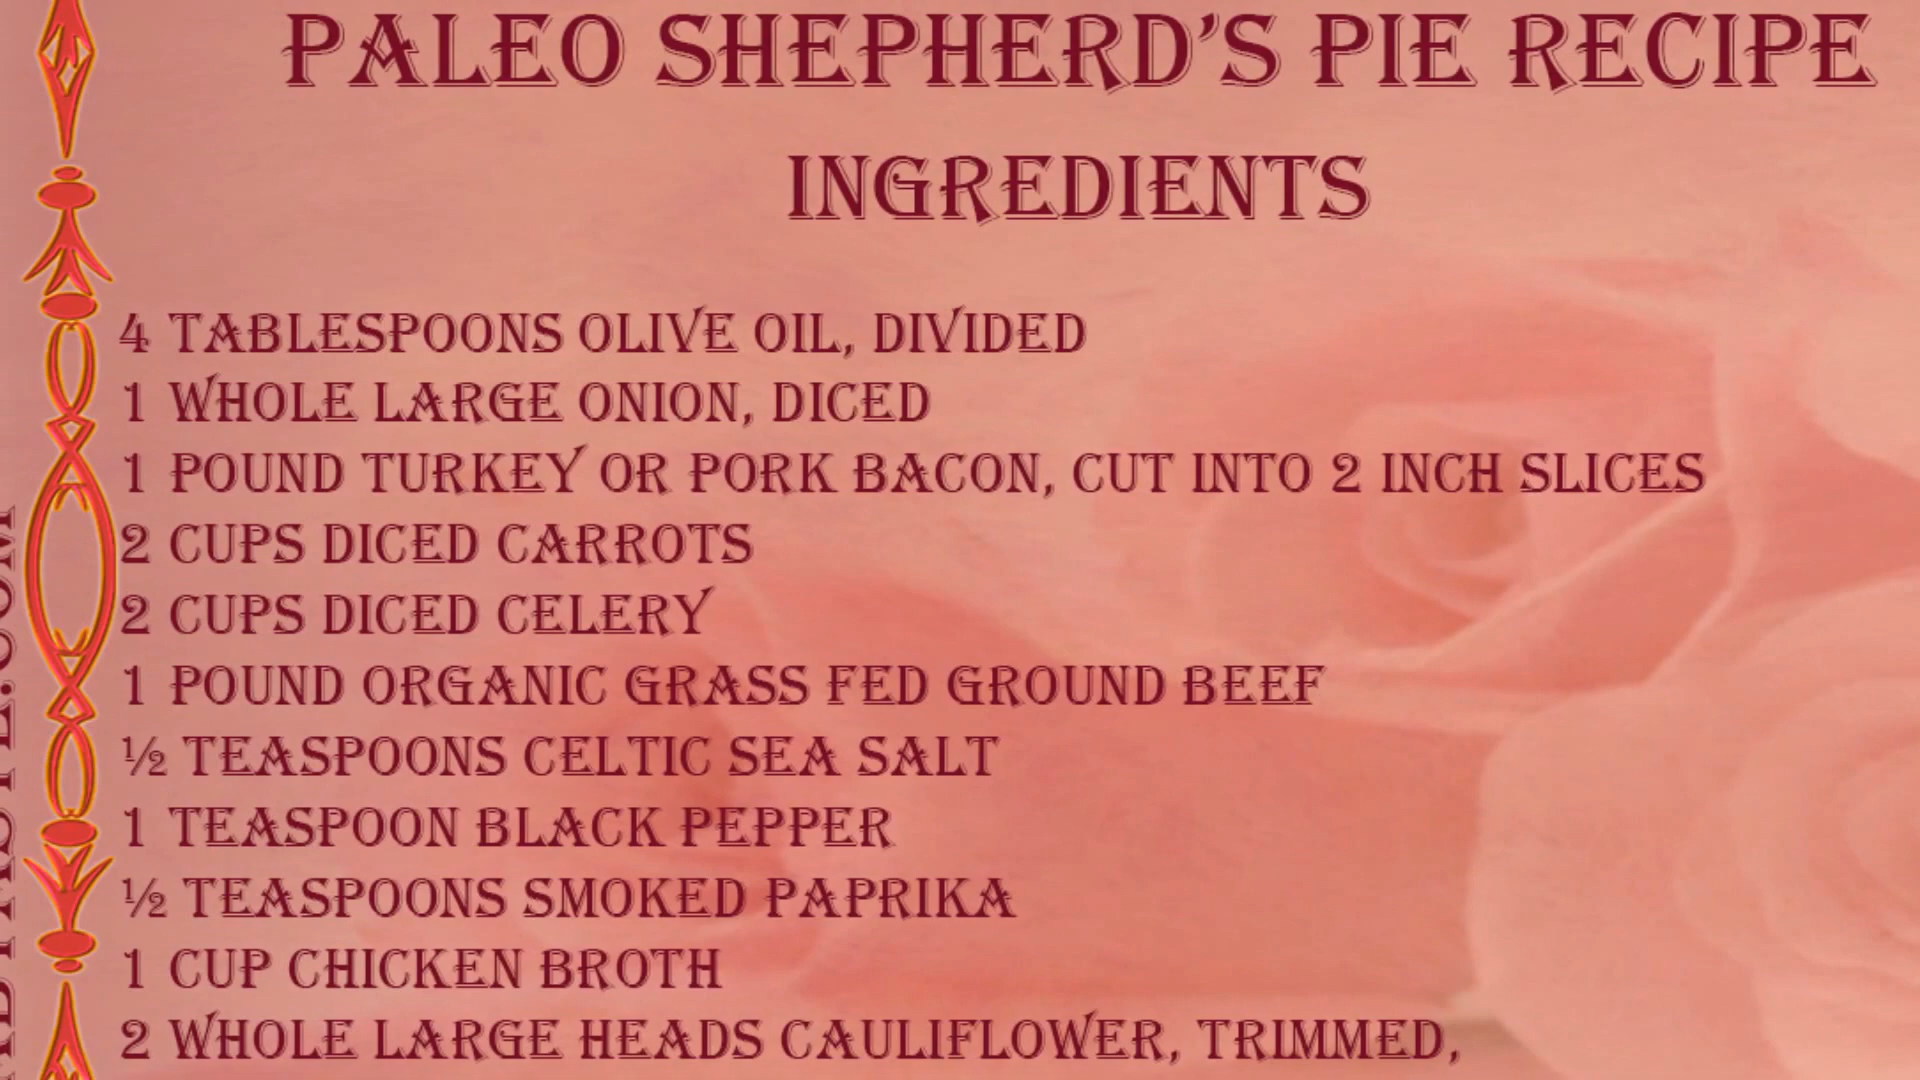 PALEO SHEPHERD'S PIE RECIPE
INGREDIENTS
4 TABLESPOONS OLIVE OIL, DIVIDED
1 WHOLE LARGE ONION, DICED
1 POUND TURKEY OR PORK BACON, CUT INTO 2 INCH SLICES
2 CUPS DICED CARROTS
2 CUPS DICED CELERY
1 POUND ORGANIC GRASS FED GROUND BEEF
½ TEASPOONS CELTIC SEA SALT
1 TEASPOON BLACK PEPPER
½ TEASPOONS SMOKED PAPRIKA
1 CUP CHICKEN BROTH
2 WHOLE LARGE HEADS CAULIFLOWER, TRIMMED,